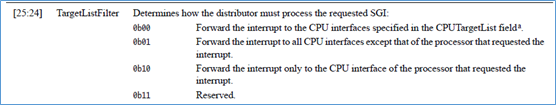 [25:24] TargetListFilter Determines how the distributor must process the requested SGI:
0b00 Forward the interrupt to the CPU interfaces specified in the CPUTargetList fieldª.
0b01 Forward the interrupt to all CPU interfaces except that of the processor that requested the
interrupt.
0b10 Forward the interrupt only to the CPU interface of the processor that requested the
interrupt.
0b11 Reserved.